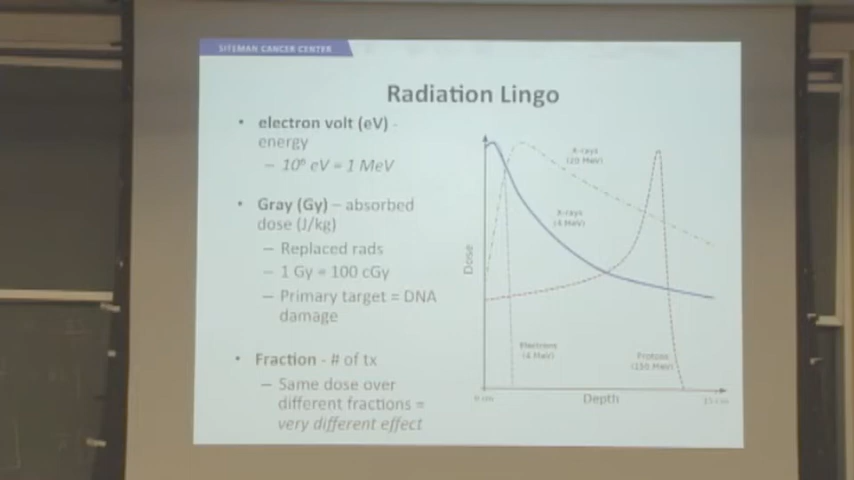 SITEMAN CANCER CENTER
Radiation Lingo
• electron volt (eV) -
energy
– 10⁶ eV = 1 MeV
• Gray (Gy) – absorbed
dose (J/kg)
– Replaced rads
– 1 Gy = 100 cGy
– Primary target = DNA
damage
• Fraction - # of tx
– Same dose over
different fractions =
very different effect
X-rays
(20 MeV)
X-rays
(4 MeV)
Dose
Electrons
(4 MeV)
Protons
(150 MeV)
0 cm
Depth